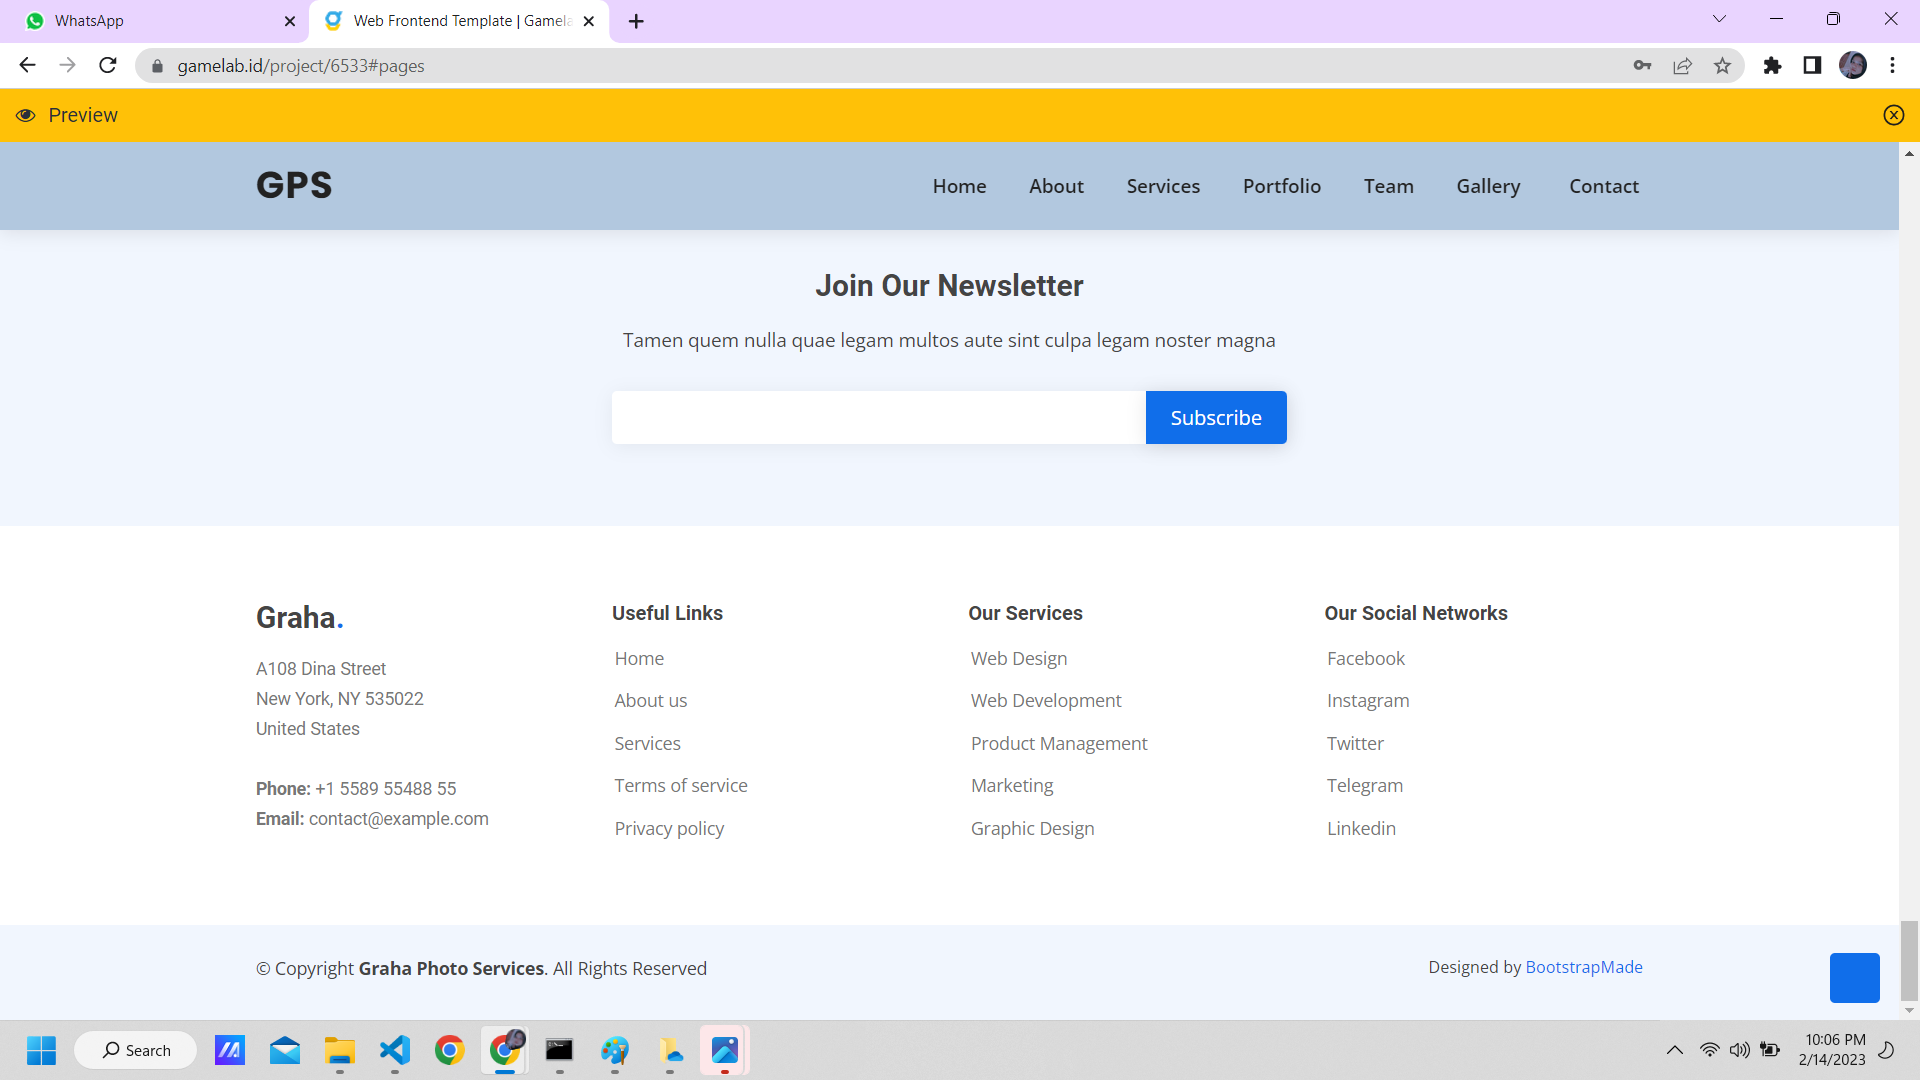 WhatsApp
Web Frontend Template | Gamela
gamelab.id/project/6533#pages
Preview
GPS
Home About Services Portfolio Team Gallery Contact
Join Our Newsletter
Tamen quem nulla quae legam multos aute sint culpa legam noster magna
Subscribe
Graha.
A108 Dina Street
New York, NY 535022
United States
Phone: +1 5589 55488 55
Email: contact@example.com
Useful Links
Home
About us
Services
Terms of service
Privacy policy
Our Services
Web Design
Web Development
Product Management
Marketing
Graphic Design
Our Social Networks
Facebook
Instagram
Twitter
Telegram
Linkedin
© Copyright Graha Photo Services. All Rights Reserved
Designed by BootstrapMade
Search
10:06 PM
2/14/2023